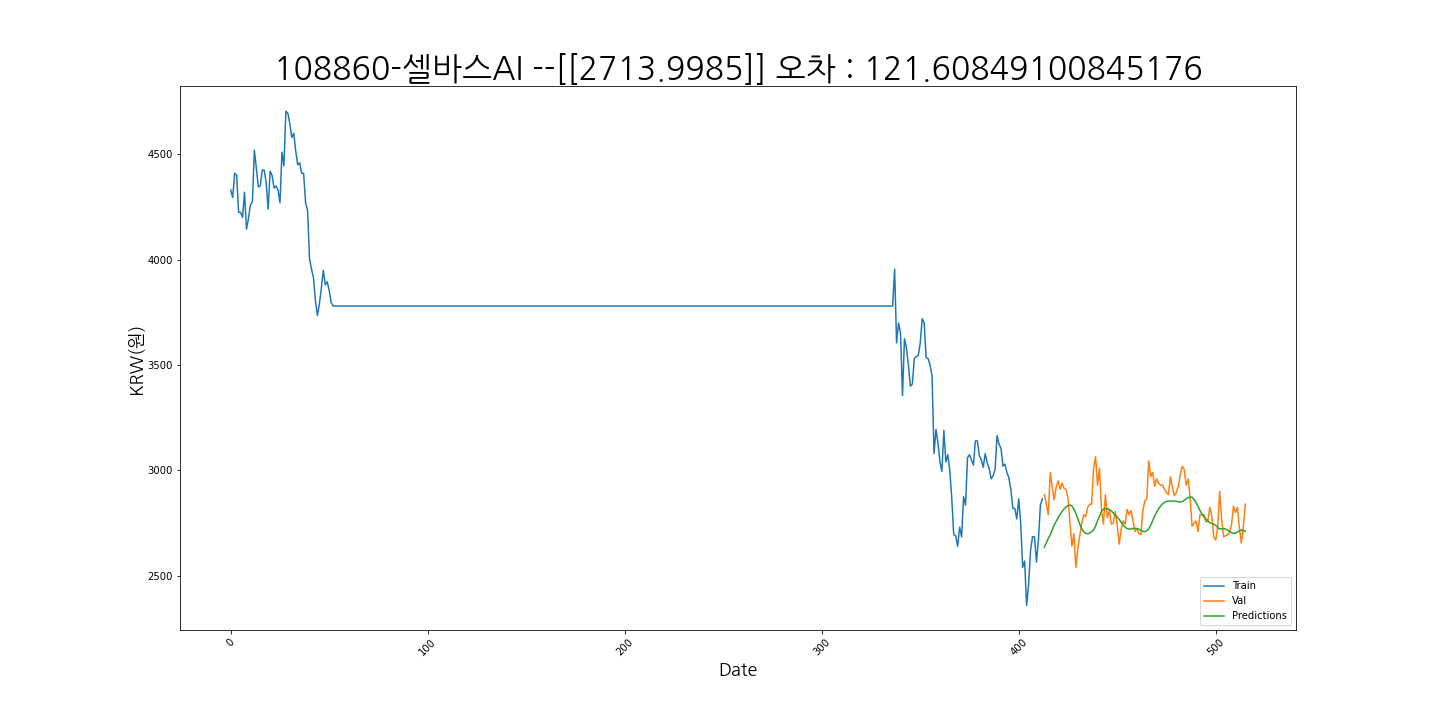 108860-셀바스AI --[[2713.9985]] 오차 : 121.60849100845176
KRW(원)
4500
4000
3500
3000
2500
0
100
200
300
400
500
Date
Train
Val
Predictions